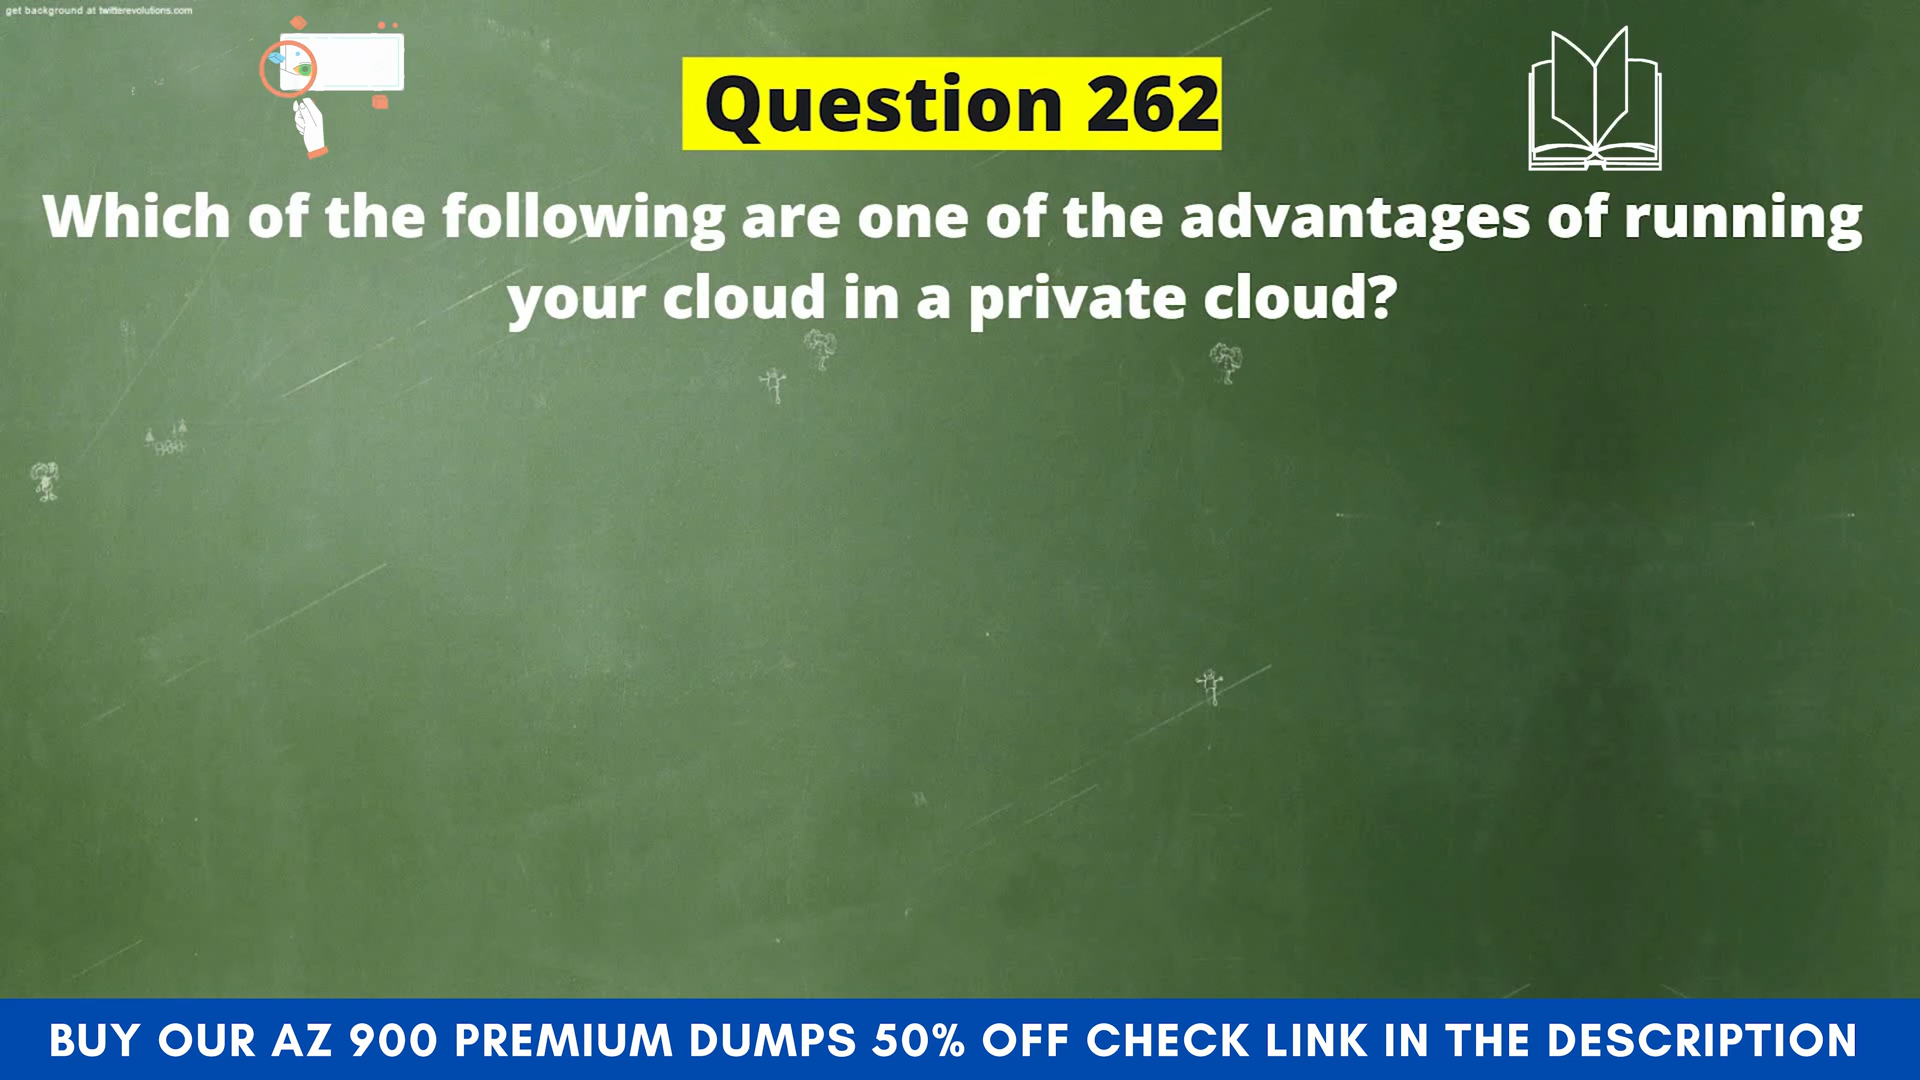 get background at twitterevolutions.com
Question 262
Which of the following are one of the advantages of running
your cloud in a private cloud?
BUY OUR AZ 900 PREMIUM DUMPS 50% OFF CHECK LINK IN THE DESCRIPTION